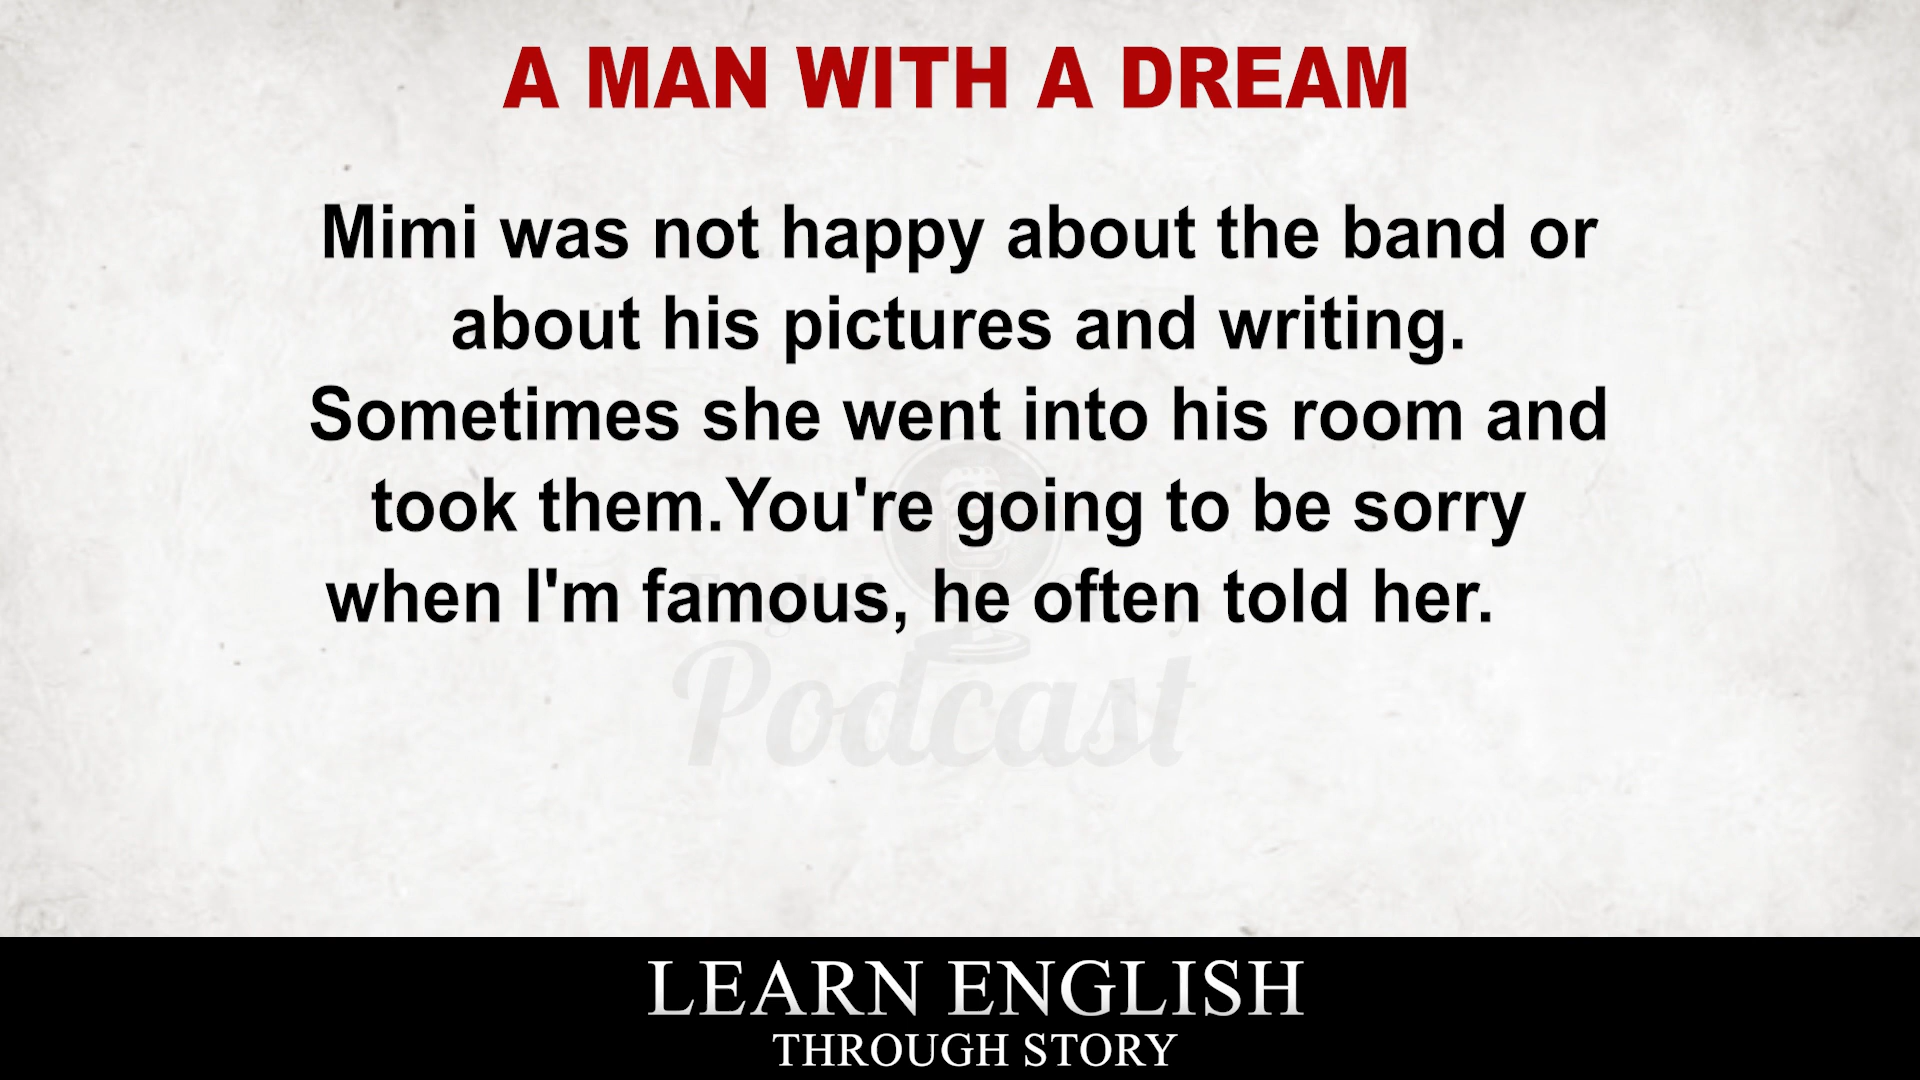 A MAN WITH A DREAM
Mimi was not happy about the band or
about his pictures and writing.
Sometimes she went into his room and
took them.You're going to be sorry
when I'm famous, he often told her.
Podcast
LEARN ENGLISH
THROUGH STORY